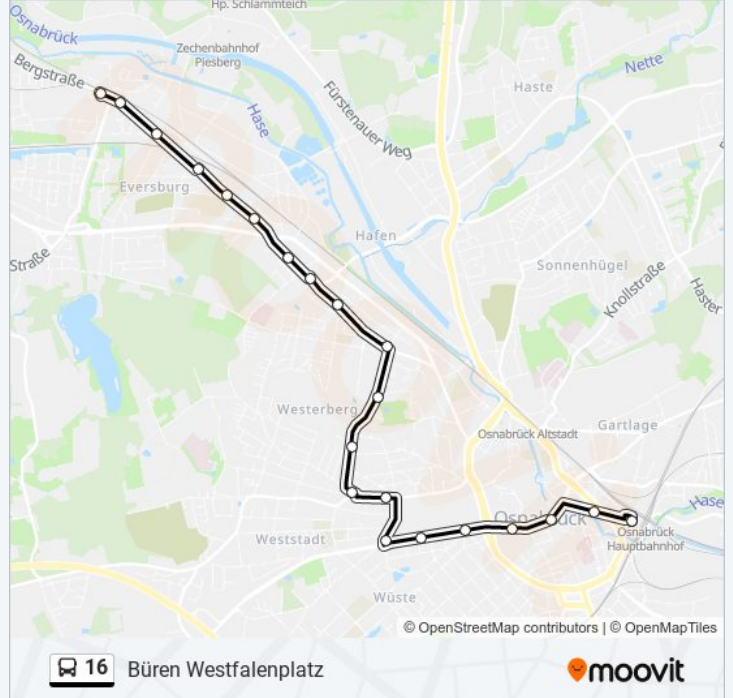 Hp. Schlammteich
Osnabrück
Zechenbahnhof
Piesberg
Bergstraße
Nette
Haste
Hase
Fürstenauer Weg
Eversburg
Hafen
Straße
Sonnenhügel
Knollstraße
Haster
Westerberg
Gartlage
Osnabrück Altstadt
Hase
Osnabrück
Osnabrück
Hauptbahnhof
Weststadt
Wüste
© OpenStreetMap contributors | © OpenMapTiles
16 Büren Westfalenplatz
moovit